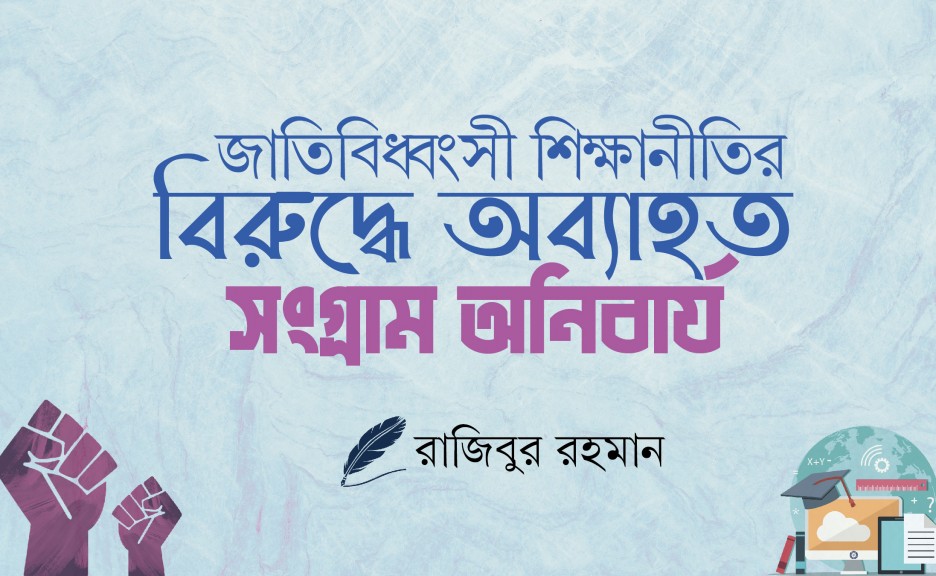 জাতিবিধ্বংসী শিক্ষানীতির
বিরুদ্ধে অব্যাহত
সংগ্রাম অনিবার্য
রাজিবুর রহমান
X+Y-
+ ?